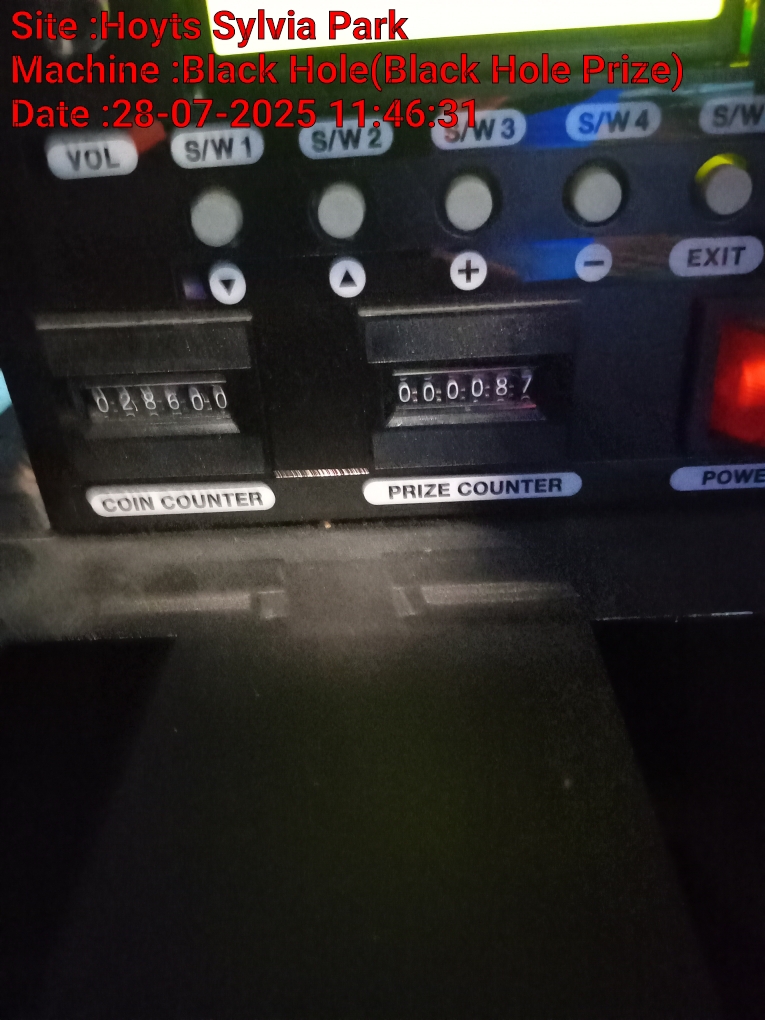 Site :Hoyts Sylvia Park
Machine :Black Hole(Black Hole Prize)
Date :28-07-2025 11:46:31
VOL S/W 1 S/W 2 S/W 3 S/W 4 S/W
▼ ▲ + − EXIT
028600 000087
COIN COUNTER PRIZE COUNTER POWE